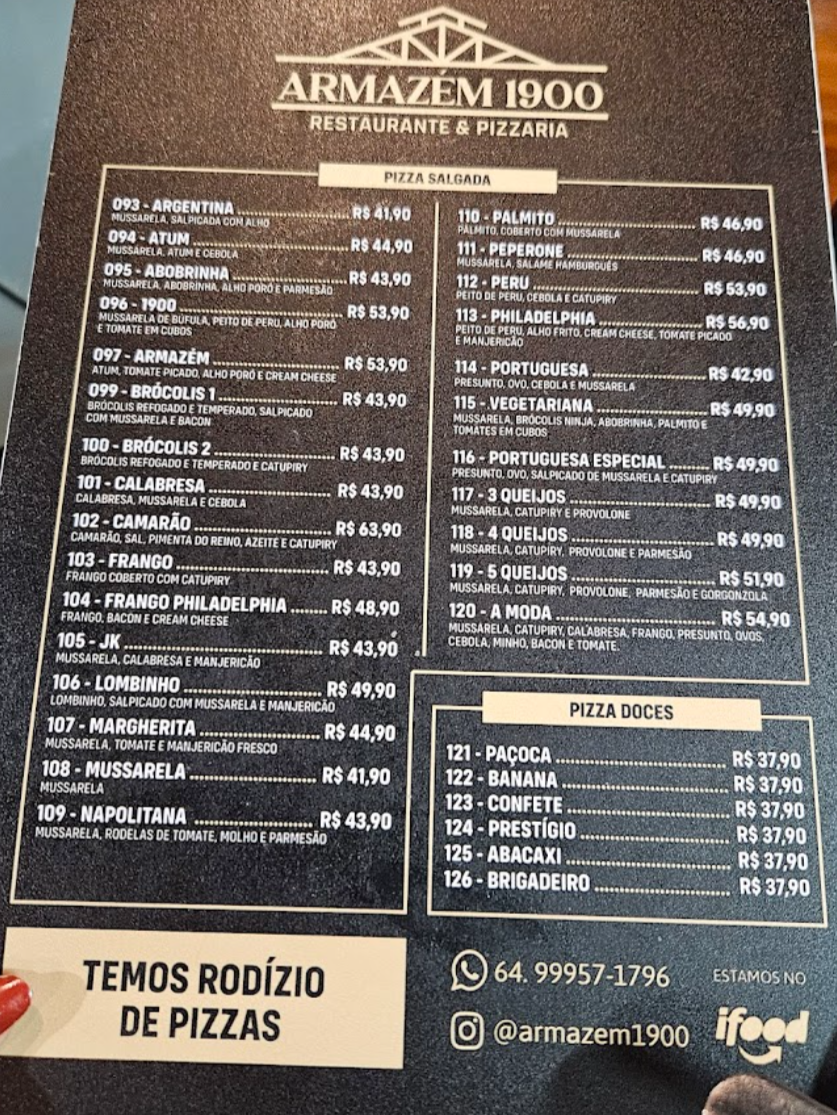 ARMAZÉM 1900
RESTAURANTE & PIZZARIA
PIZZA SALGADA
093 - ARGENTINA R$ 41,90
MUSSARELA, SALPICADA COM ALHO
094 - ATUM R$ 44,90
MUSSARELA, ATUM E CEBOLA
095 - ABOBRINHA R$ 43,90
MUSSARELA, ABOBRINHA, ALHO PORÓ E PARMESÃO
096 - 1900 R$ 53,90
MUSSARELA DE BÚFULA, PEITO DE PERU, ALHO PORÓ
E TOMATE EM CUBOS
097 - ARMAZÉM R$ 53,90
ATUM, TOMATE PICADO, ALHO PORÓ E CREAM CHEESE
099 - BRÓCOLIS 1 R$ 43,90
BRÓCOLIS REFOGADO E TEMPERADO, SALPICADO
COM MUSSARELA E BACON
100 - BRÓCOLIS 2 R$ 43,90
BRÓCOLIS REFOGADO E TEMPERADO E CATUPIRY
101 - CALABRESA R$ 43,90
CALABRESA, MUSSARELA E CEBOLA
102 - CAMARÃO R$ 63,90
CAMARÃO, SAL, PIMENTA DO REINO, AZEITE E CATUPIRY
103 - FRANGO R$ 43,90
FRANGO COBERTO COM CATUPIRY
104 - FRANGO PHILADELPHIA R$ 48,90
FRANGO, BACON E CREAM CHEESE
105 - JK R$ 43,90
MUSSARELA, CALABRESA E MANJERICÃO
106 - LOMBINHO R$ 49,90
LOMBINHO, SALPICADO COM MUSSARELA E MANJERICÃO
107 - MARGHERITA R$ 44,90
MUSSARELA, TOMATE E MANJERICÃO FRESCO
108 - MUSSARELA R$ 41,90
MUSSARELA
109 - NAPOLITANA R$ 43,90
MUSSARELA, RODELAS DE TOMATE, MOLHO E PARMESÃO
110 - PALMITO R$ 46,90
PALMITO, COBERTO COM MUSSARELA
111 - PEPERONE R$ 46,90
MUSSARELA, SALAME HAMBURGUÊS
112 - PERU R$ 53,90
PEITO DE PERU, CEBOLA E CATUPIRY
113 - PHILADELPHIA R$ 56,90
PEITO DE PERU, ALHO FRITO, CREAM CHEESE, TOMATE PICADO
E MANJERICÃO
114 - PORTUGUESA R$ 42,90
PRESUNTO, OVO, CEBOLA E MUSSARELA
115 - VEGETARIANA R$ 49,90
MUSSARELA, BRÓCOLIS NINJA, ABOBRINHA, PALMITO E
TOMATES EM CUBOS
116 - PORTUGUESA ESPECIAL R$ 49,90
PRESUNTO, OVO, SALPICADO DE MUSSARELA E CATUPIRY
117 - 3 QUEIJOS R$ 49,90
MUSSARELA, CATUPIRY E PROVOLONE
118 - 4 QUEIJOS R$ 49,90
MUSSARELA, CATUPIRY, PROVOLONE E PARMESÃO
119 - 5 QUEIJOS R$ 51,90
MUSSARELA, CATUPIRY, PROVOLONE, PARMESÃO E GORGONZOLA
120 - A MODA R$ 54,90
MUSSARELA, CATUPIRY, CALABRESA, FRANGO, PRESUNTO, OVOS,
CEBOLA, MINHO, BACON E TOMATE.
PIZZA DOCES
121 - PAÇOCA R$ 37,90
122 - BANANA R$ 37,90
123 - CONFETE R$ 37,90
124 - PRESTÍGIO R$ 37,90
125 - ABACAXI R$ 37,90
126 - BRIGADEIRO R$ 37,90
TEMOS RODÍZIO
DE PIZZAS
64. 99957-1796
@armazem1900
ESTAMOS NO
ifood